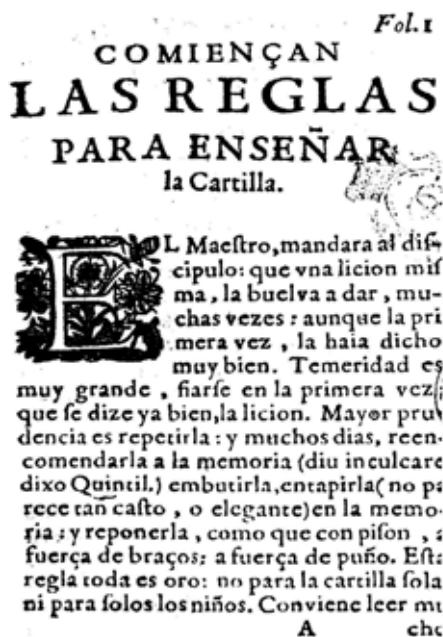 Fol.1
COMIENÇAN
LAS REGLAS
PARA ENSEÑAR
la Cartilla.
EL Maeſtro,mandara al diſ-
cipulo: que vna licion miſ
ma, la buelva a dar, mu-
chas vezes: aunque la pri
mera vez, la haia dicho
muy bien. Temeridad es
muy grande, fiarſe en la primera vez,
que ſe dize ya bien,la licion. Mayor pru
dencia es repetirla: y muchos dias, reen-
comendarla a la memoria (diu inculcare
dixo Quintil.) embutirla,entapirla( no pa
rece tan caſto, o elegante)en la memo-
ria: y reponerla, como que con piſon, a
fuerça de braços: a fuerça de puño. Eſta
regla toda es oro: no para la cartilla ſola
ni para ſolos los niños. Conviene leer mu
A cho